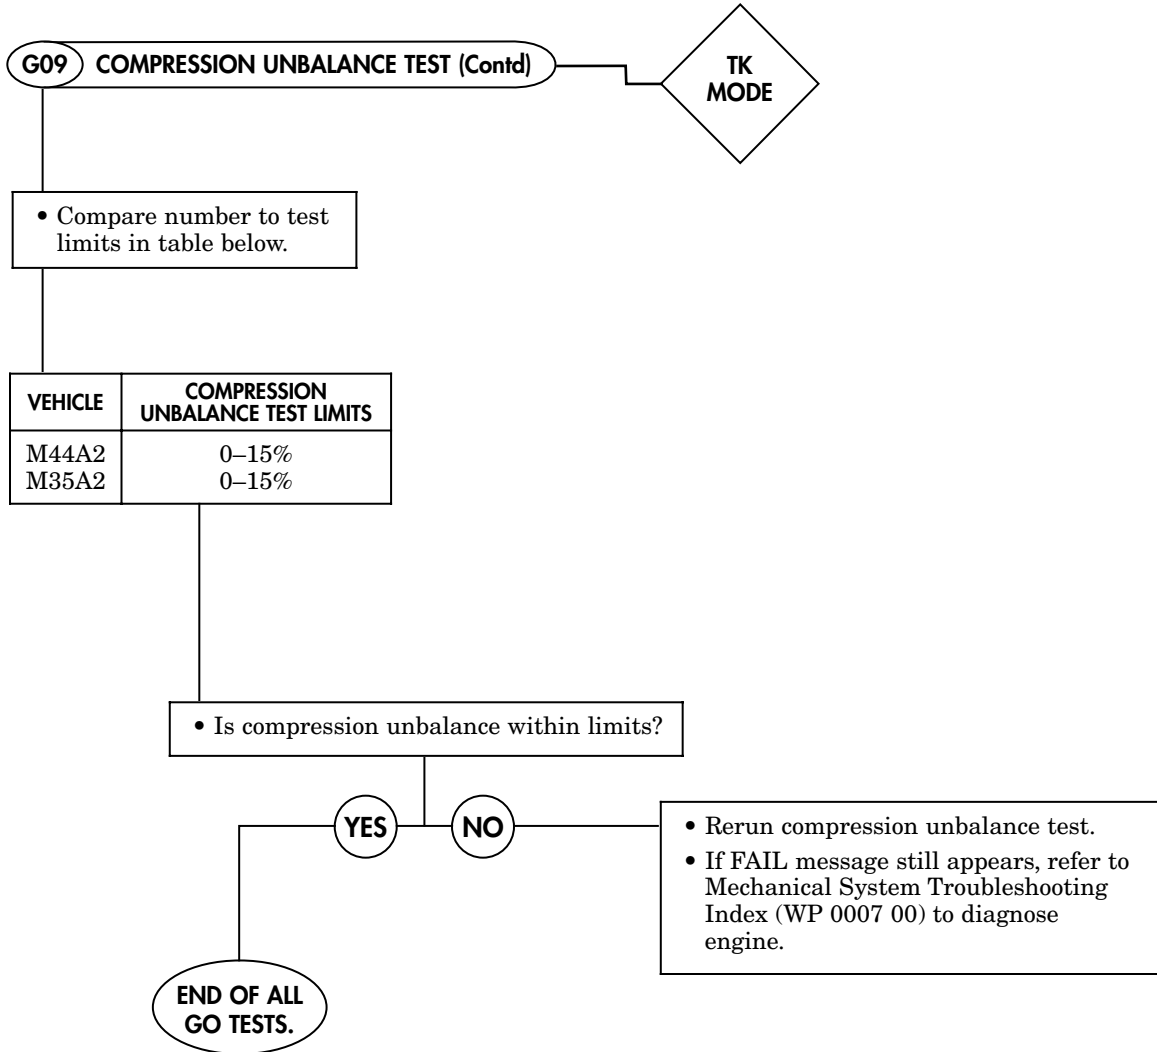 G09 COMPRESSION UNBALANCE TEST (Contd)
TK
MODE
• Compare number to test
limits in table below.
VEHICLE COMPRESSION
UNBALANCE TEST LIMITS
M44A2 0–15%
M35A2 0–15%
• Is compression unbalance within limits?
YES NO
• Rerun compression unbalance test.
• If FAIL message still appears, refer to
Mechanical System Troubleshooting
Index (WP 0007 00) to diagnose
engine.
END OF ALL
GO TESTS.